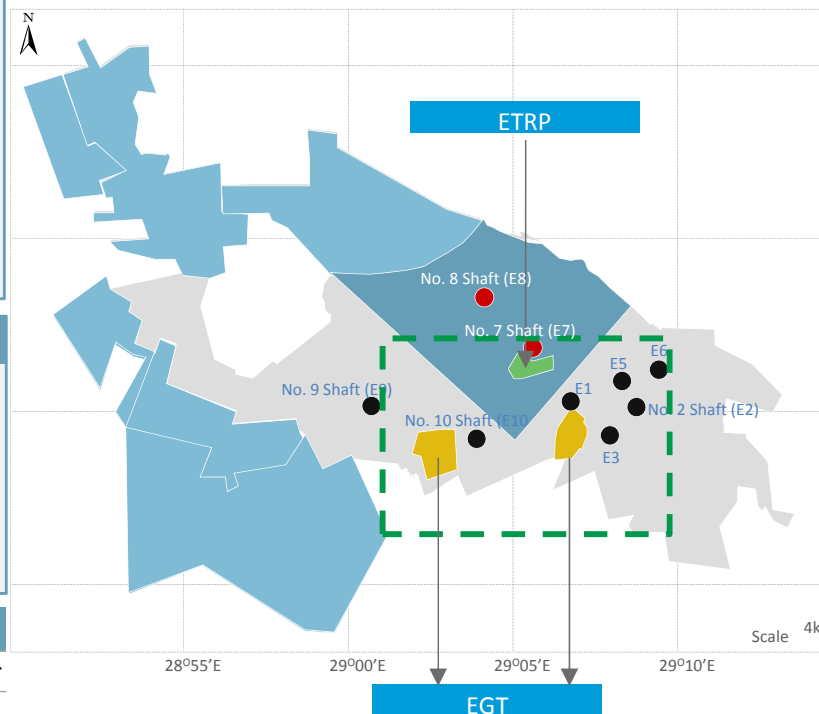 N
ETRP
No. 8 Shaft (E8)
No. 7 Shaft (E7)
E6
E5
No. 9 Shaft (E9)
E1
No. 2 Shaft (E2)
No. 10 Shaft (E10
E3
Scale 4k
28°55'E 29°00'E 29°05'E 29°10'E
EGT